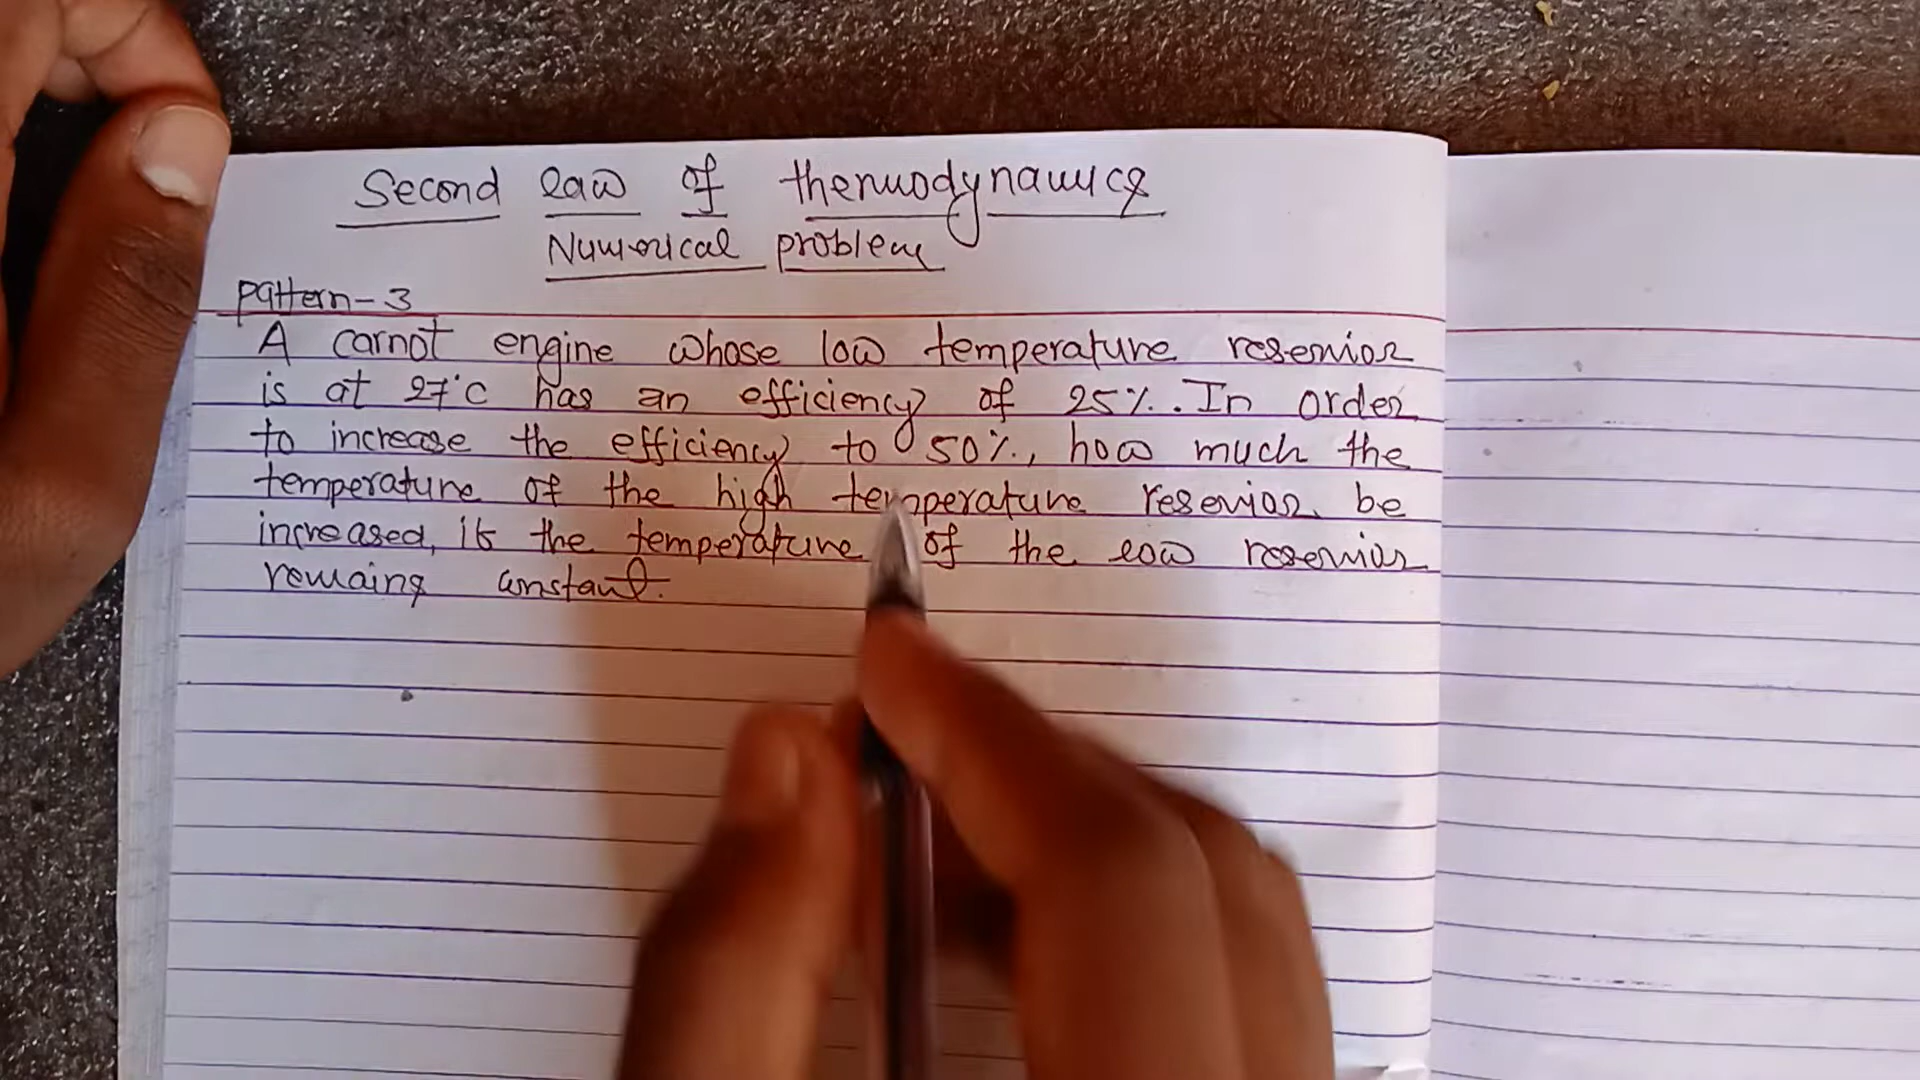 Second law of thermodynamics
Numerical problem
pattern-3
A carnot engine whose low temperature reservior
is at 27°C has an efficiency of 25%. In order
to increase the efficiency to 50%, how much the
temperature of the high temperature resevior be
increased, if the temperature of the low reservior
remains constant.